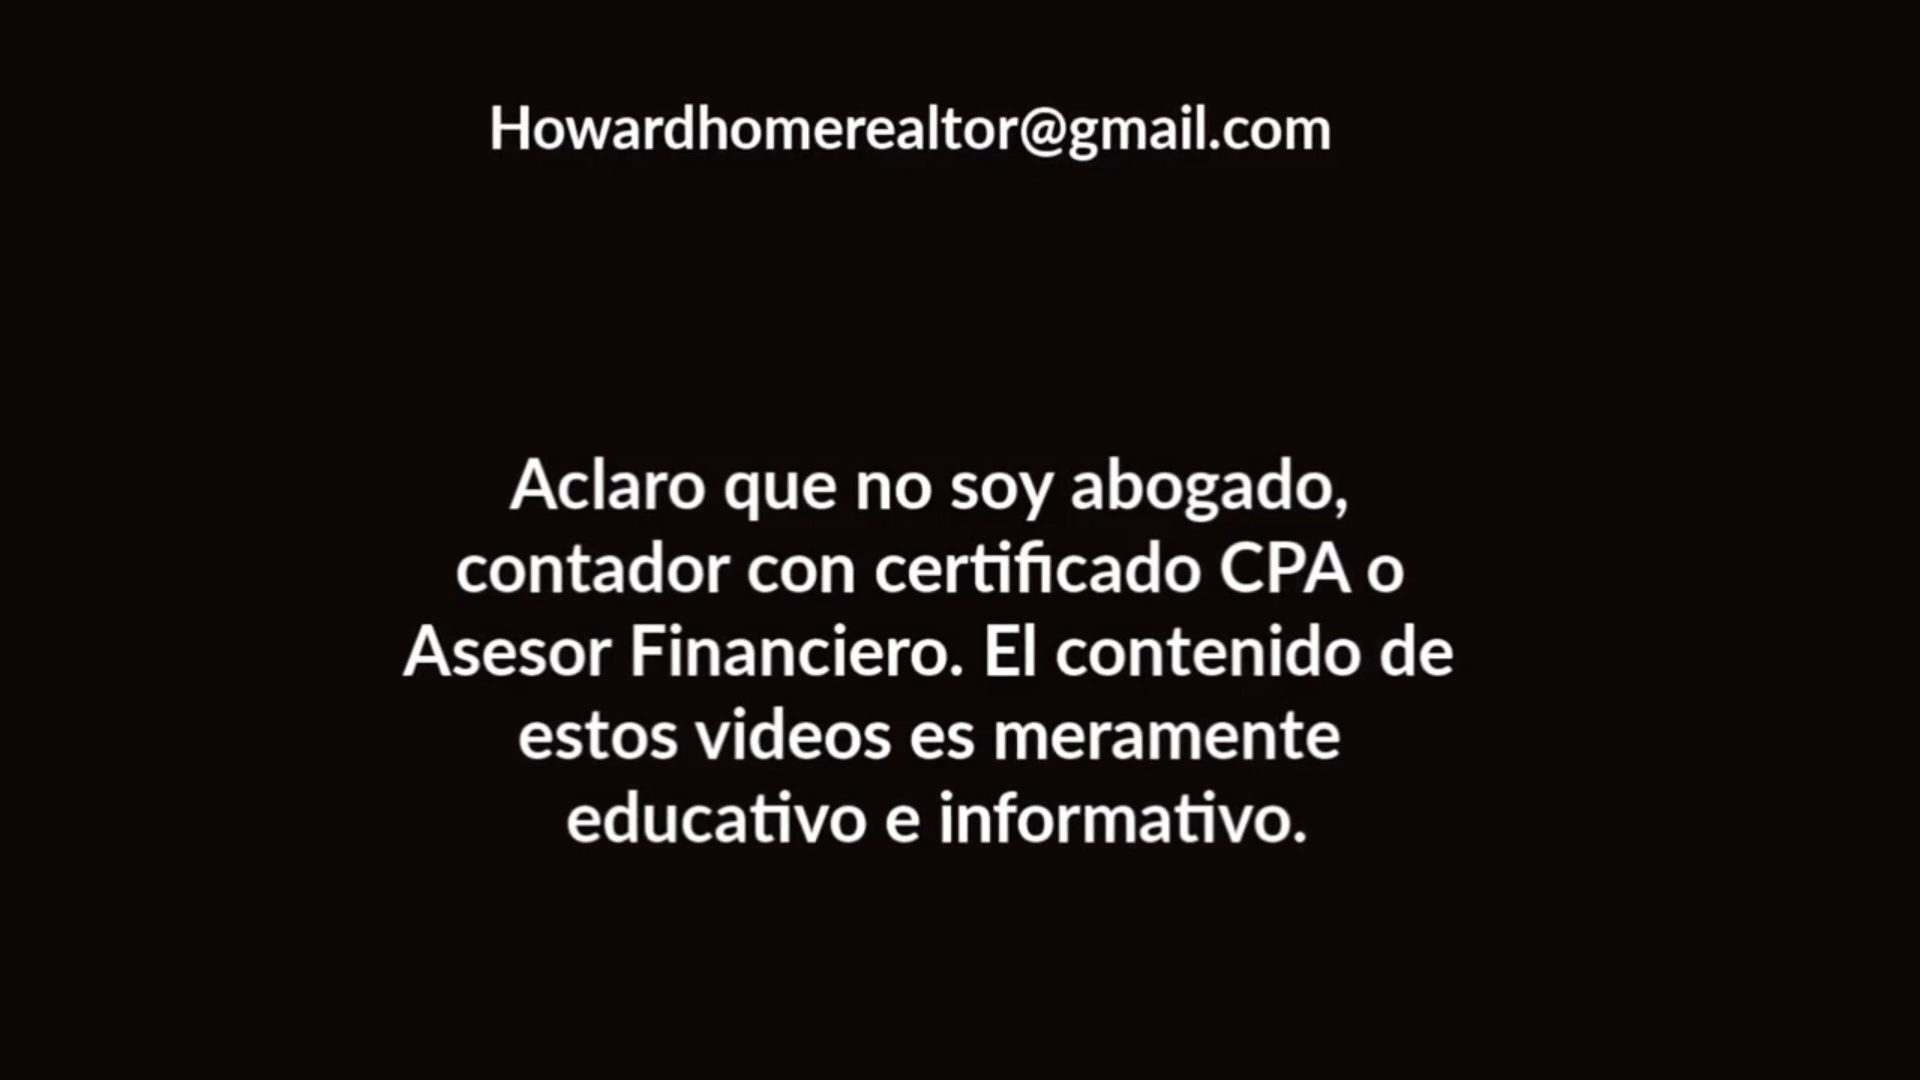 Howardhomerealtor@gmail.com
Aclaro que no soy abogado,
contador con certificado CPA o
Asesor Financiero. El contenido de
estos videos es meramente
educativo e informativo.